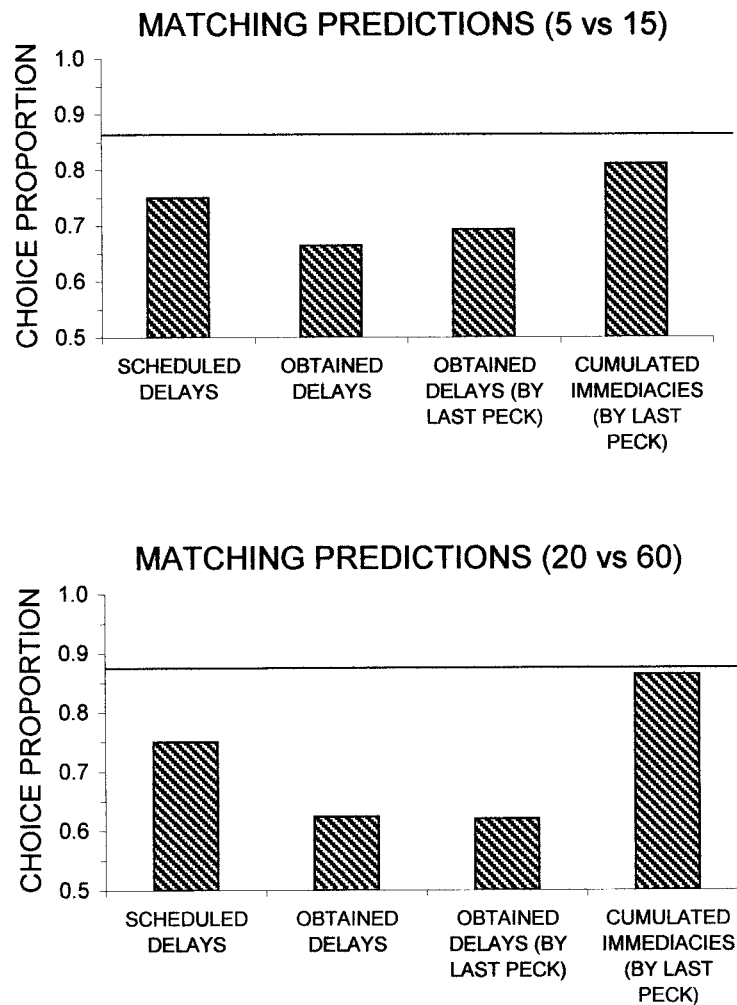 MATCHING PREDICTIONS (5 vs 15)
CHOICE PROPORTION
1.0
0.9
0.8
0.7
0.6
0.5
SCHEDULED
DELAYS
OBTAINED
DELAYS
OBTAINED
DELAYS (BY
LAST PECK)
CUMULATED
IMMEDIACIES
(BY LAST
PECK)
MATCHING PREDICTIONS (20 vs 60)
CHOICE PROPORTION
1.0
0.9
0.8
0.7
0.6
0.5
SCHEDULED
DELAYS
OBTAINED
DELAYS
OBTAINED
DELAYS (BY
LAST PECK)
CUMULATED
IMMEDIACIES
(BY LAST
PECK)